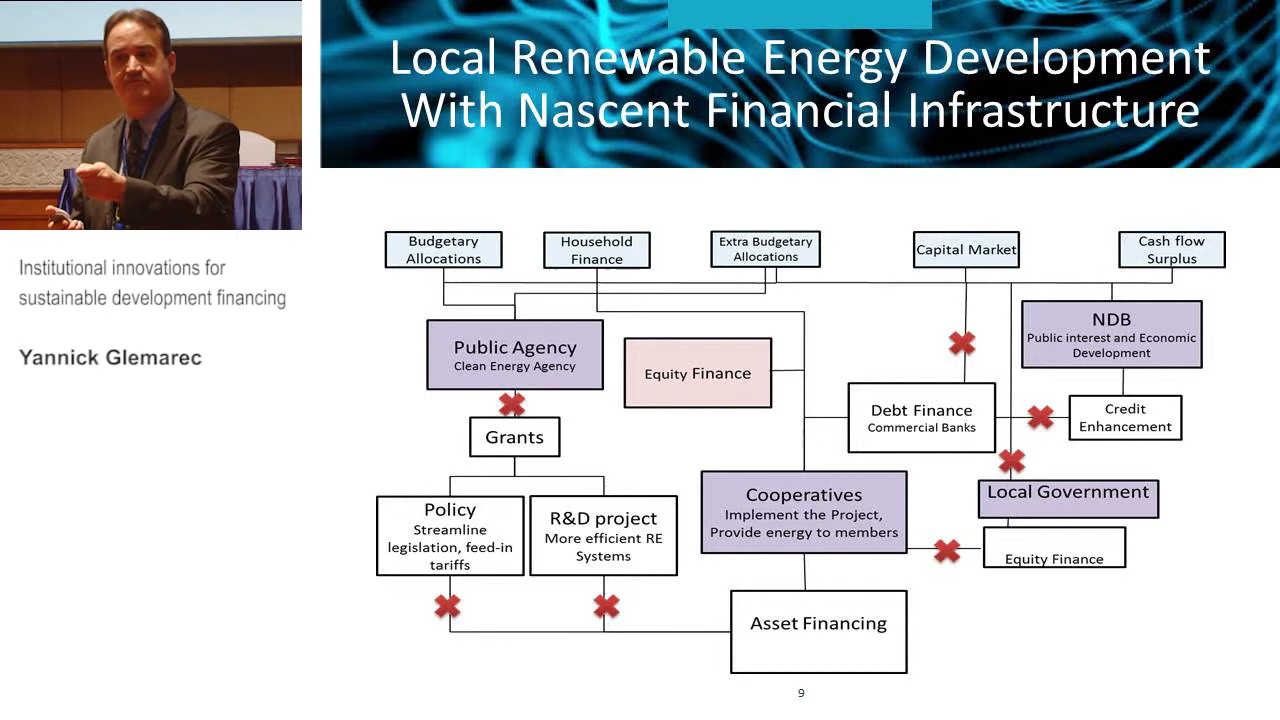 Local Renewable Energy Development
With Nascent Financial Infrastructure
Institutional innovations for
sustainable development financing
Yannick Glemarec
Budgetary
Allocations
Household
Finance
Extra Budgetary
Allocations
Capital Market
Cash flow
Surplus
Public Agency
Clean Energy Agency
Equity Finance
NDB
Public interest and Economic
Development
Debt Finance
Commercial Banks
Credit
Enhancement
Grants
Policy
Streamline
legislation, feed-in
tariffs
R&D project
More efficient RE
Systems
Cooperatives
Implement the Project,
Provide energy to members
Local Government
Equity Finance
Asset Financing
9